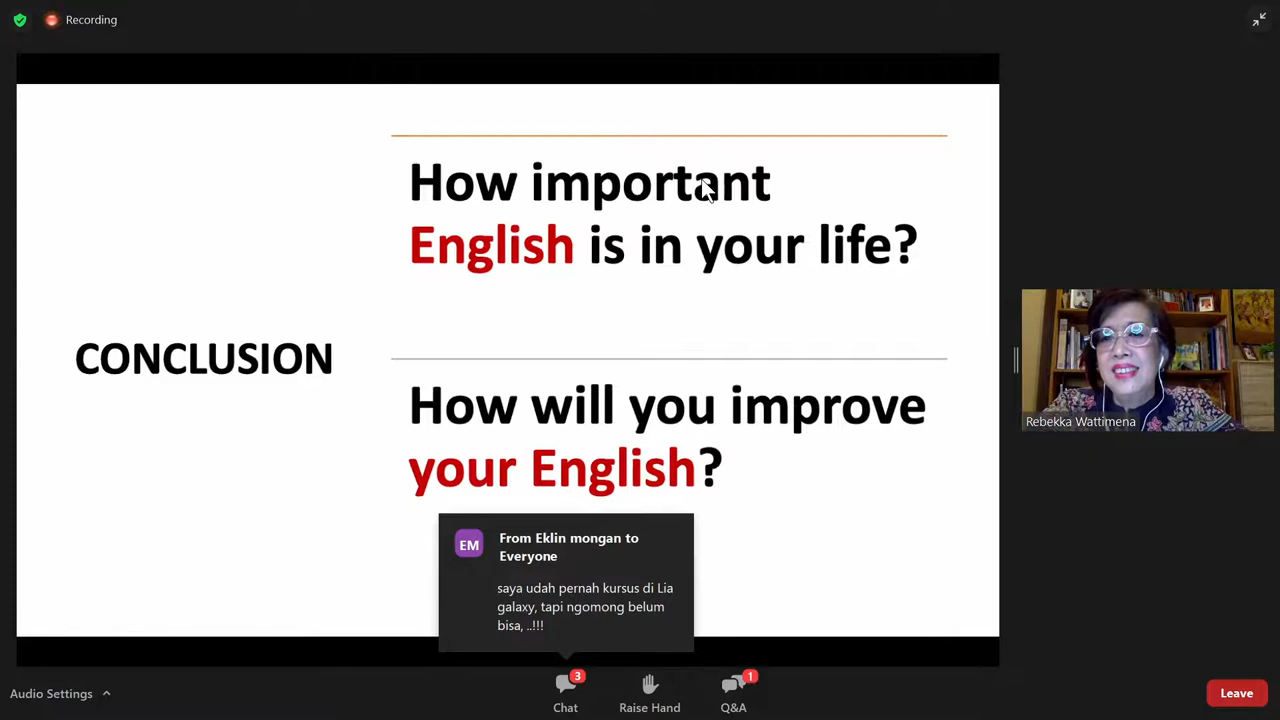 Recording
How important
English is in your life?
CONCLUSION
How will you improve
your English?
Rebekka Wattimena
EM
From Eklin mongan to
Everyone
saya udah pernah kursus di Lia
galaxy, tapi ngomong belum
bisa, ..!!!
Audio Settings
3
Chat
Raise Hand
1
Q&A
Leave